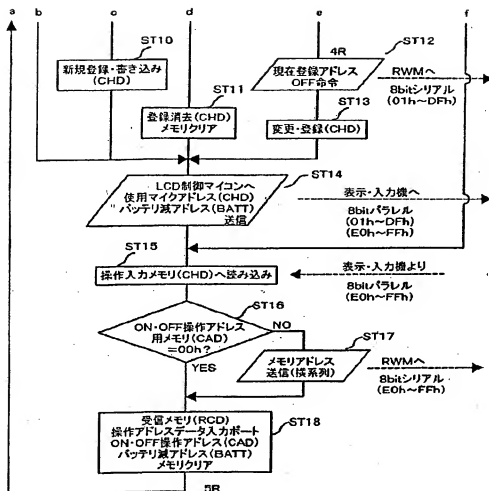 a
b
c
d
e
f
ST10
新規登録・書き込み
(CHD)
4R
ST12
現在登録アドレス
OFF命令
RWMへ
8bitシリアル
(01h~DFh)
ST11
登録消去(CHD)
メモリクリア
ST13
変更・登録(CHD)
ST14
LCD制御マイコンへ
使用マイクアドレス(CHD)
バッテリ減アドレス(BATT)
送信
表示・入力機へ
8bitパラレル
(01h~DFh)
(E0h~FFh)
ST15
操作入力メモリ(CHD)へ読み込み
表示・入力機より
8bitパラレル
(E0h~FFh)
ST16
ON・OFF操作アドレス
用メモリ(CAD)
=00h?
NO
YES
ST17
メモリアドレス
送信(横系列)
RWMへ
8bitシリアル
(E0h~FFh)
ST18
受信メモリ(RCD)
操作アドレスデータ入力ポート
ON・OFF操作アドレス(CAD)
バッテリ減アドレス(BATT)
メモリクリア
5R